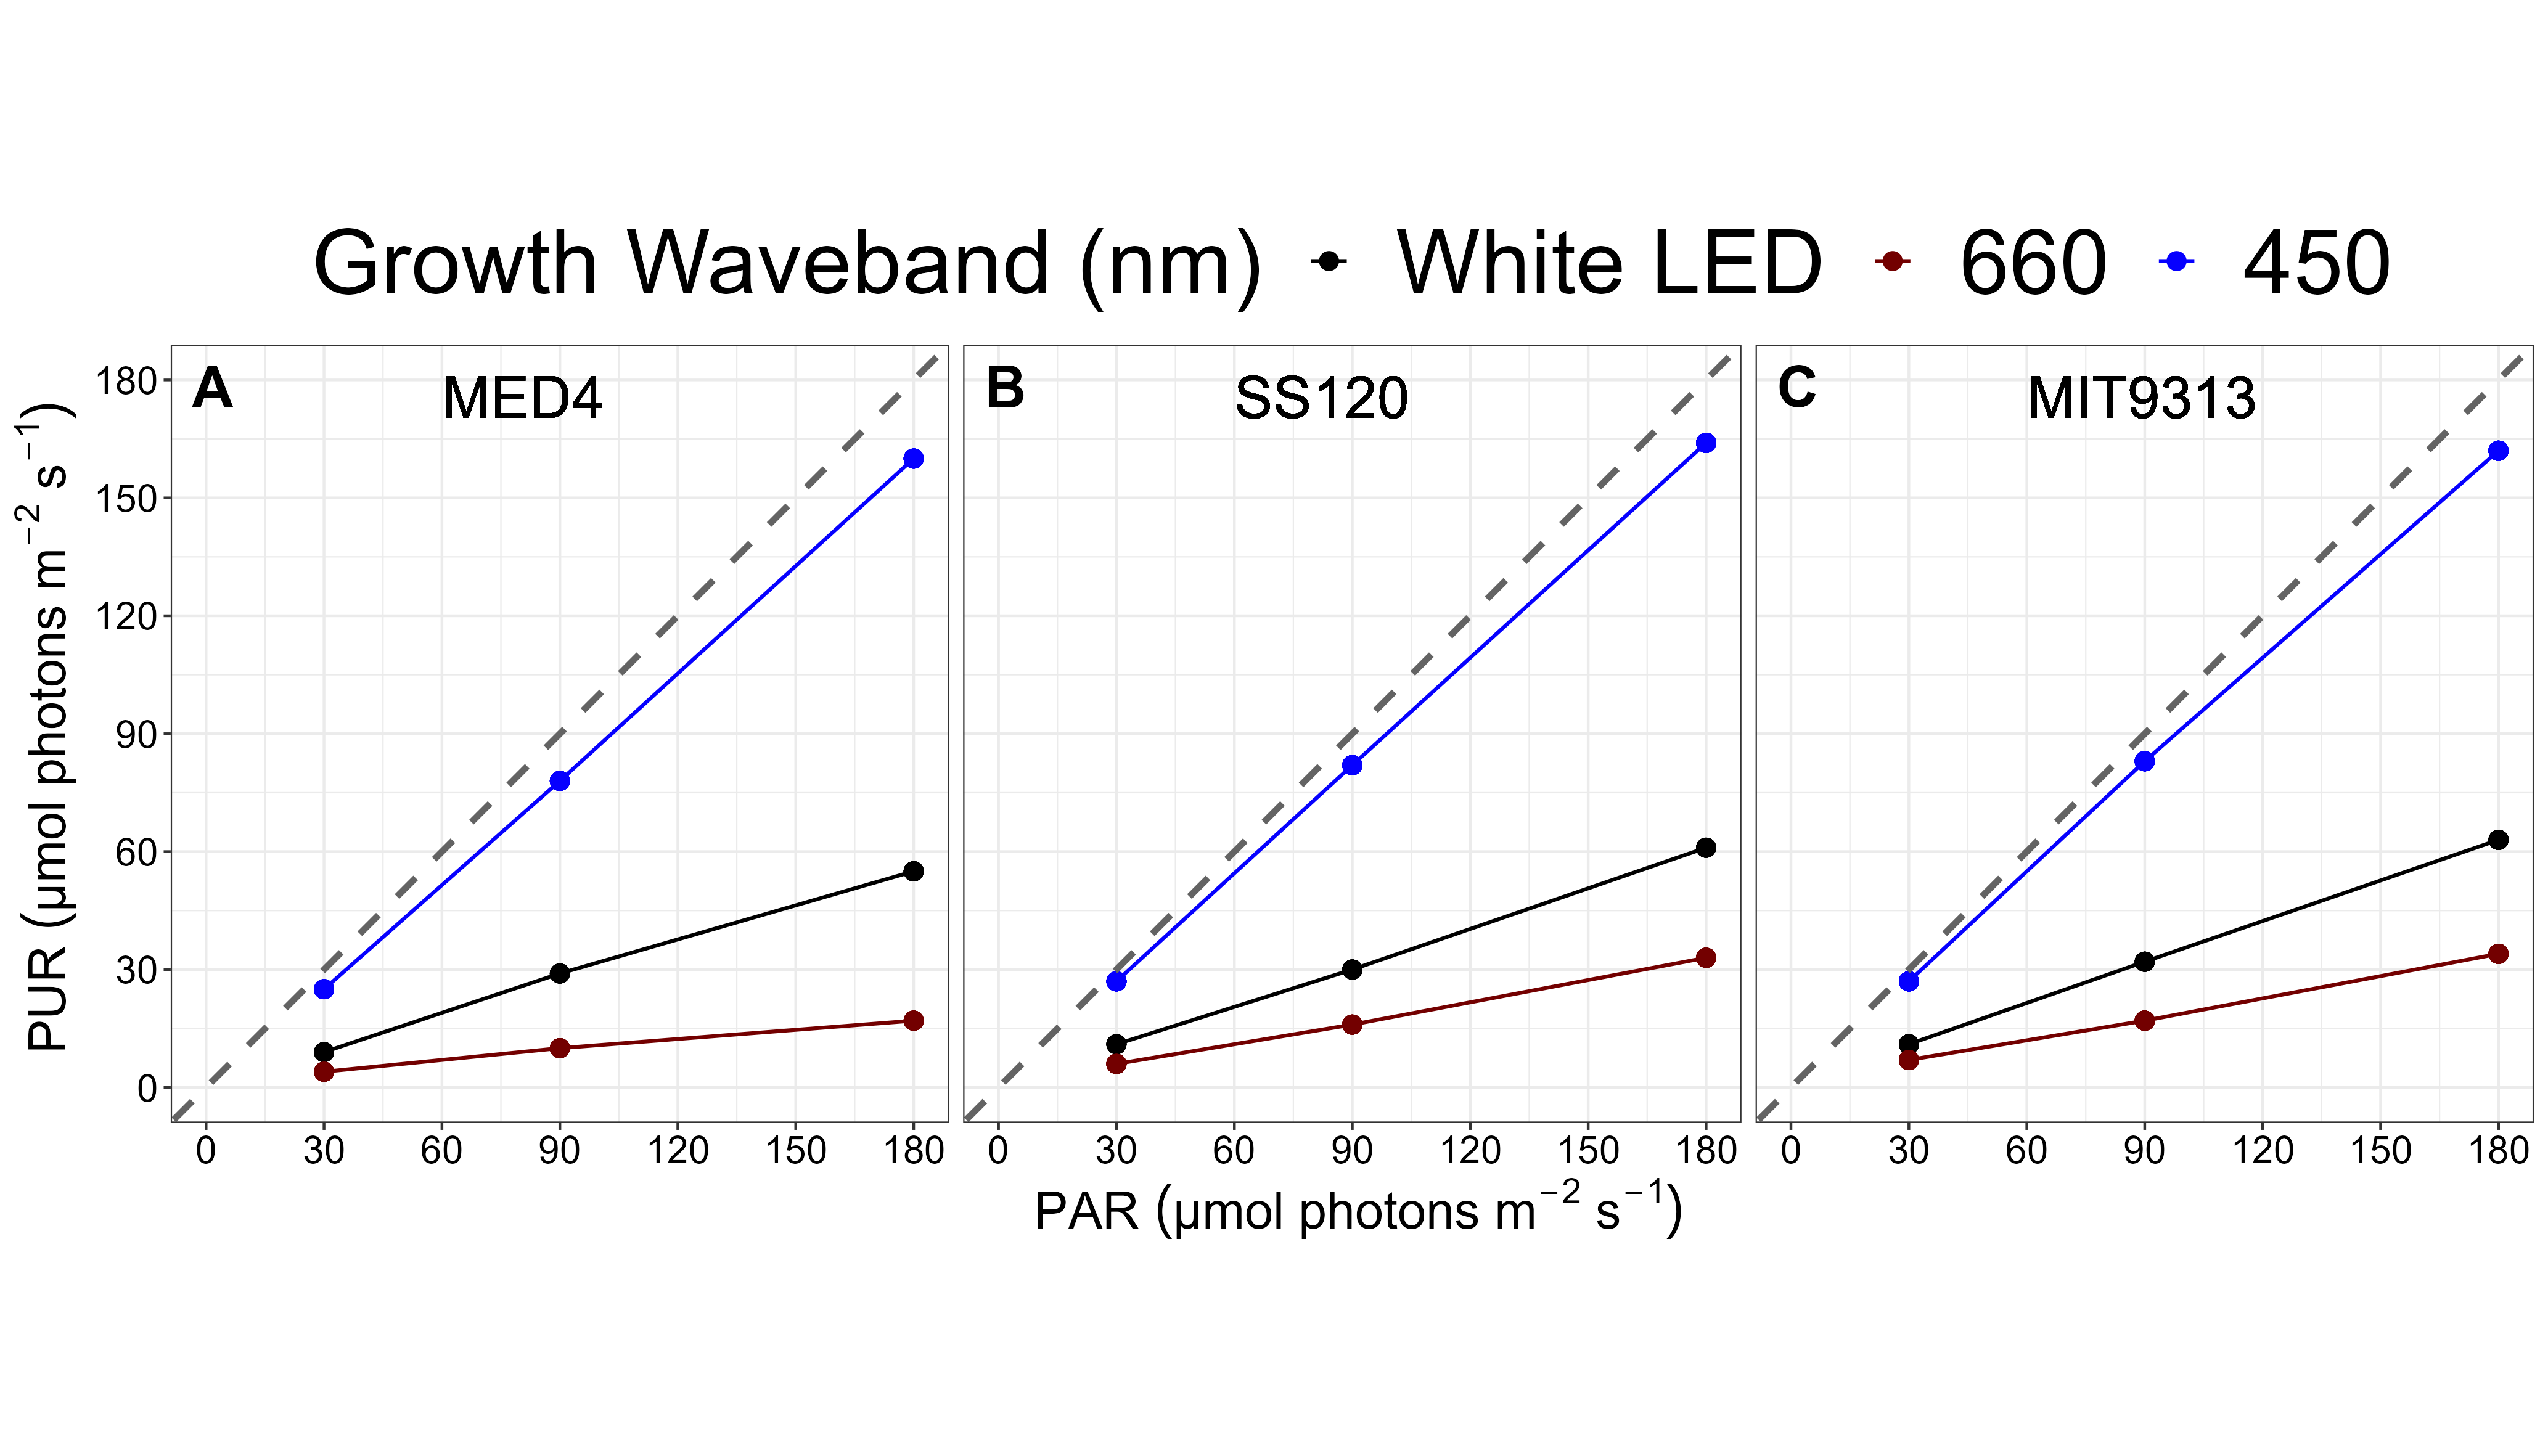 Growth Waveband (nm) White LED 660 450
A MED4
B SS120
C MIT9313
PUR (µmol photons m⁻² s⁻¹)
180
150
120
90
60
30
0
0 30 60 90 120 150 180
0 30 60 90 120 150 180
0 30 60 90 120 150 180
PAR (µmol photons m⁻² s⁻¹)